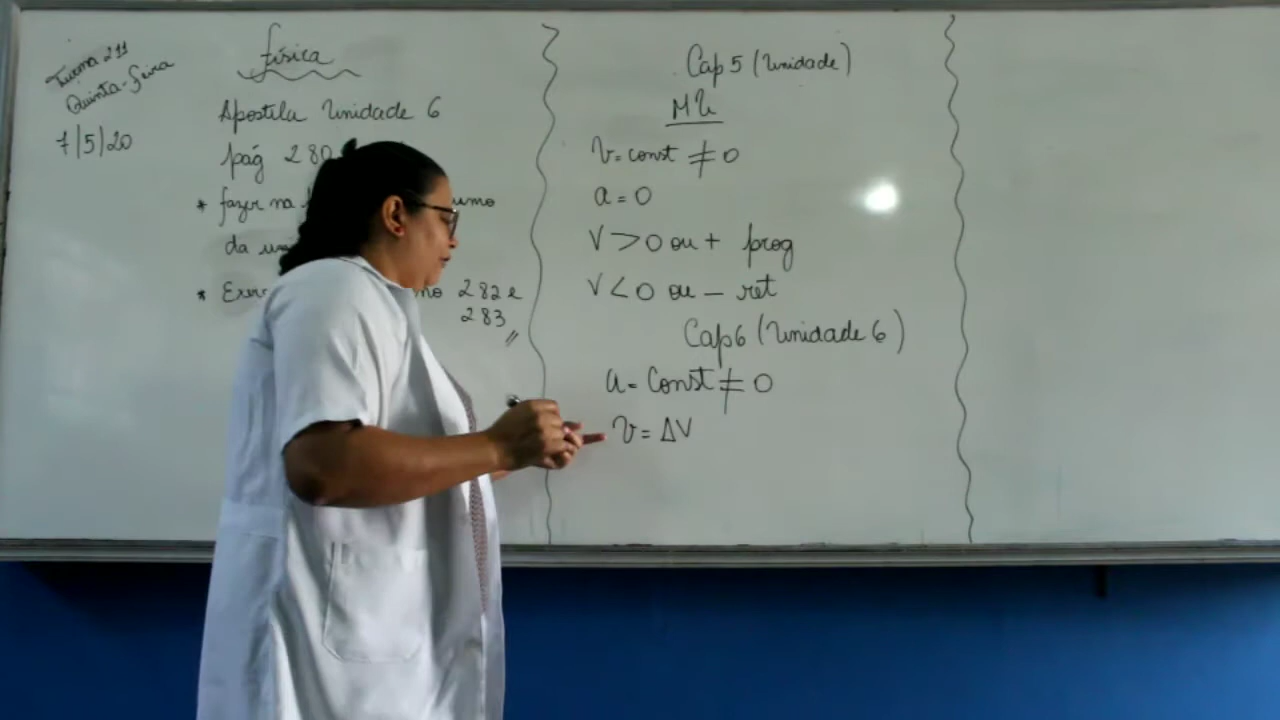 Turma 211
Quinta-feira
7/5/20
física
Apostila Unidade 6
pág 280
* fazer na
da
*
282 e
283 //
Cap 5 (Unidade)
MU
V = const ≠ 0
a = 0
V > 0 ou + prog
V < 0 ou - ret
Cap 6 (Unidade 6)
a = Const ≠ 0
V = ΔV